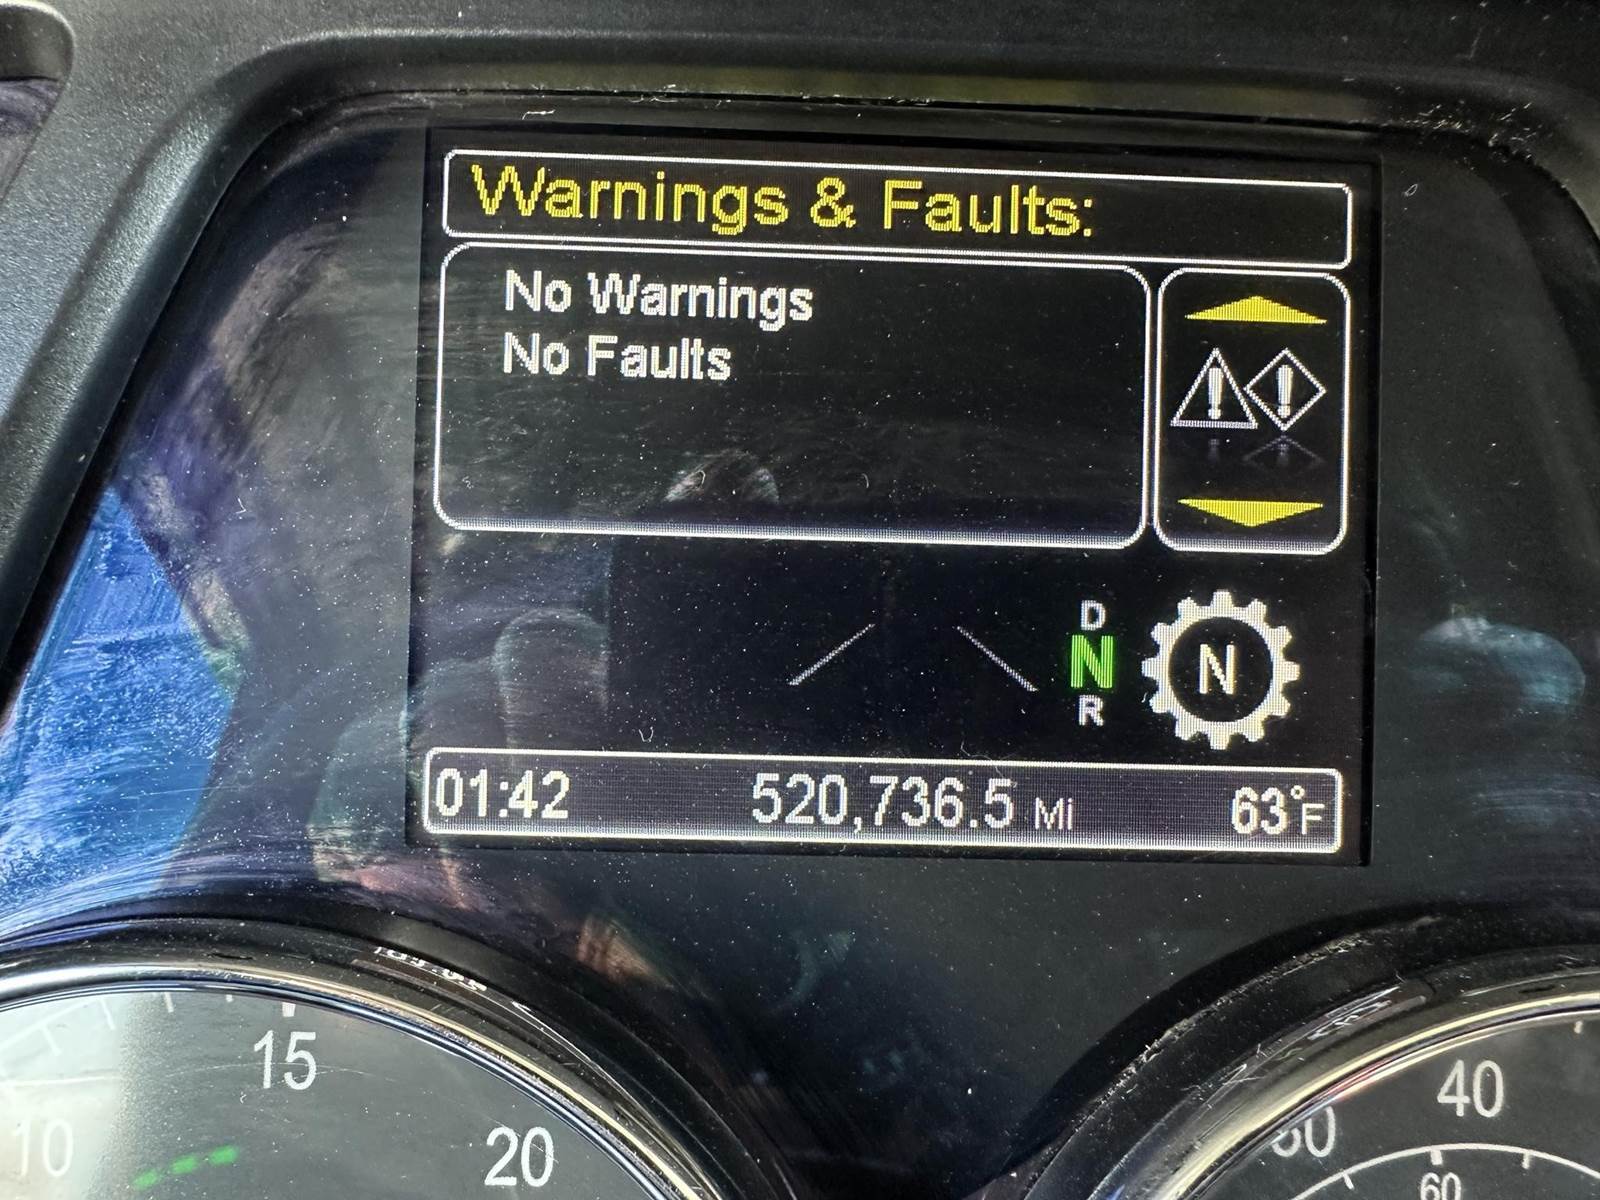 Warnings & Faults:
No Warnings
No Faults
D
N
R
N
01:42
520,736.5 Mi
63°F
15
10
20
40
60